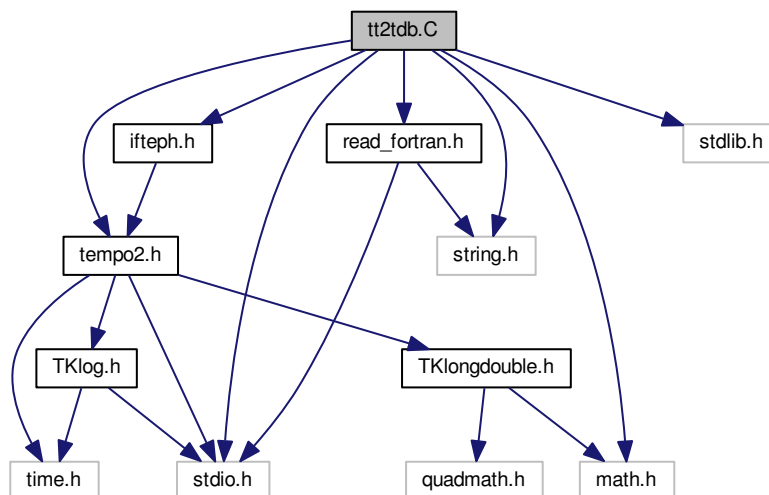 tt2tdb.C
ifteph.h
read_fortran.h
stdlib.h
tempo2.h
string.h
TKlog.h
TKlongdouble.h
time.h
stdio.h
quadmath.h
math.h